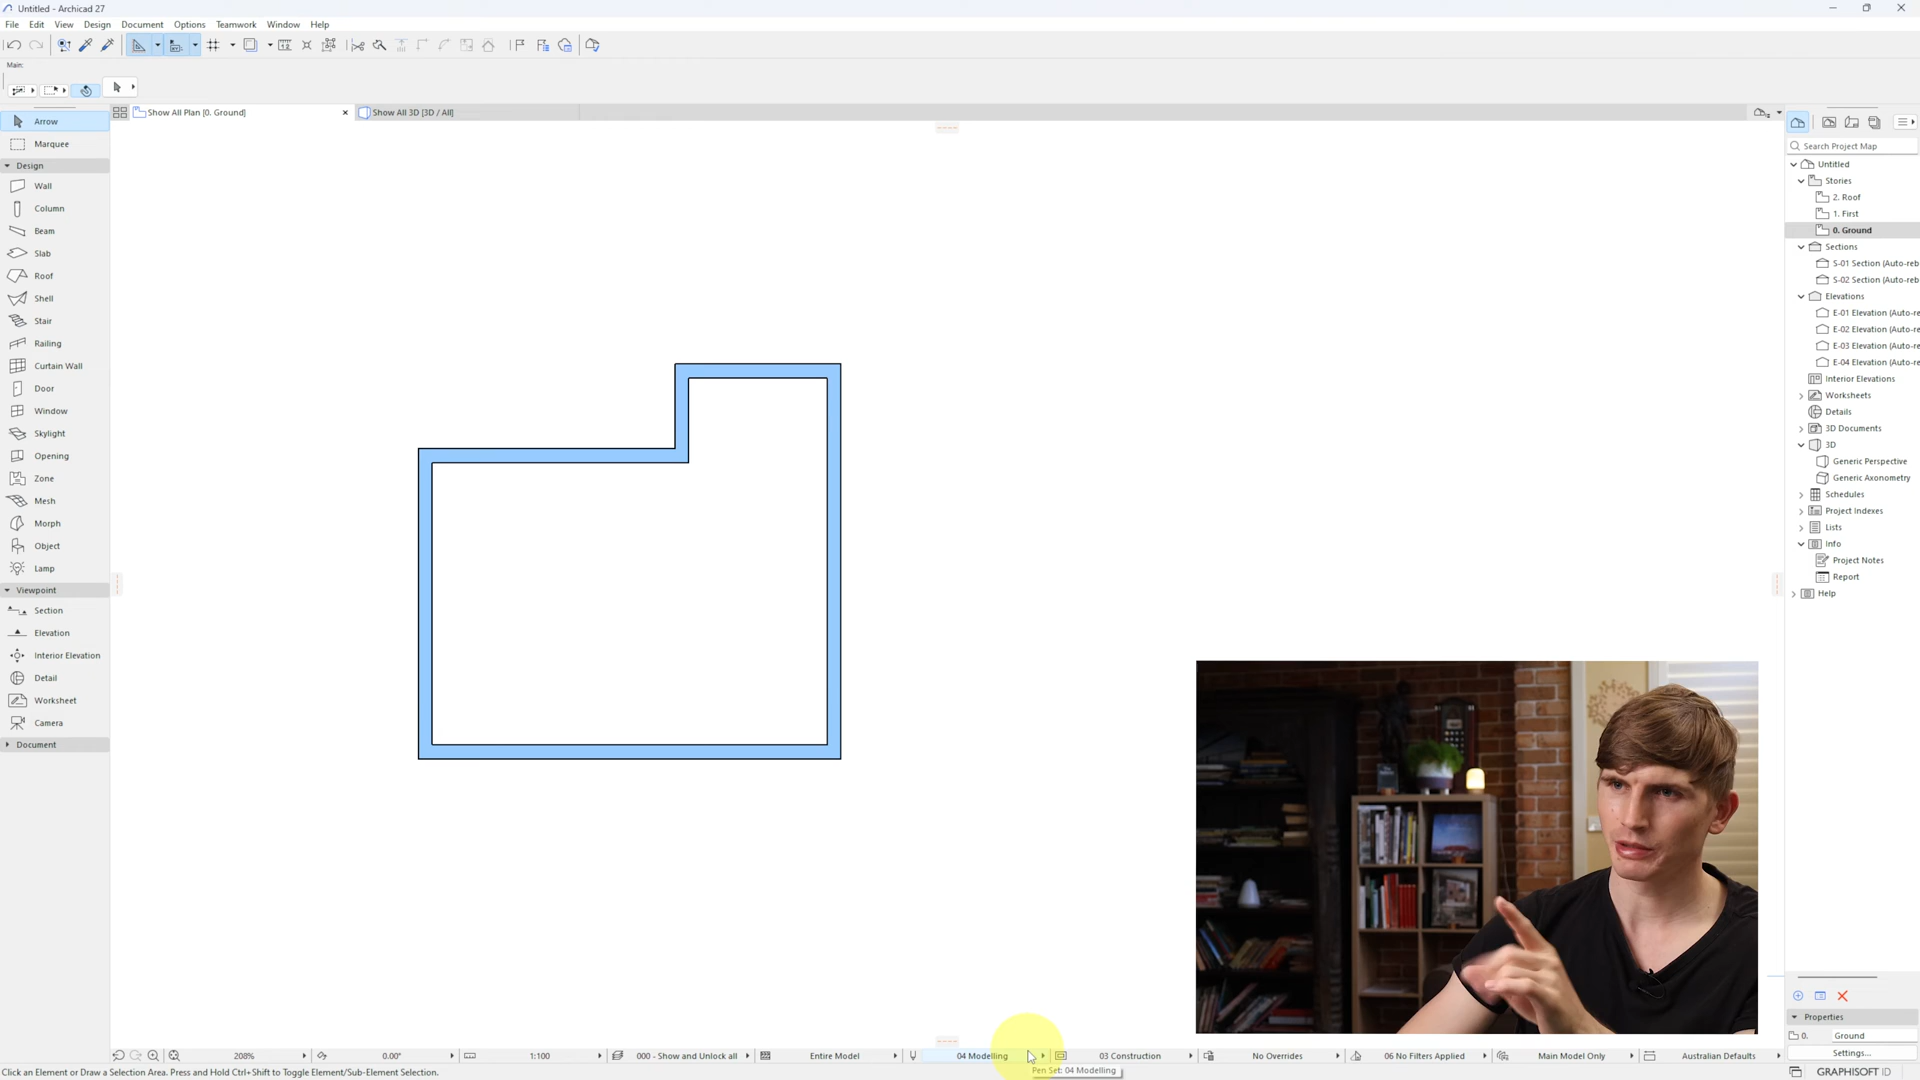 Untitled - Archicad 27
File Edit View Design Document Options Teamwork Window Help
Main:
Show All Plan [0. Ground]
Show All 3D [3D / All]
Arrow
Marquee
Design
Wall
Column
Beam
Slab
Roof
Shell
Stair
Railing
Curtain Wall
Door
Window
Skylight
Opening
Zone
Mesh
Morph
Object
Lamp
Viewpoint
Section
Elevation
Interior Elevation
Detail
Worksheet
Camera
Document
Search Project Map
Untitled
Stories
2. Roof
1. First
0. Ground
Sections
S-01 Section (Auto-reb
S-02 Section (Auto-reb
Elevations
E-01 Elevation (Auto-re
E-02 Elevation (Auto-re
E-03 Elevation (Auto-re
E-04 Elevation (Auto-re
Interior Elevations
Worksheets
Details
3D Documents
3D
Generic Perspective
Generic Axonometry
Schedules
Project Indexes
Lists
Info
Project Notes
Report
Help
Properties
0. Ground
Settings...
208% 0.00° 1:100 000 - Show and Unlock all Entire Model 04 Modelling 03 Construction No Overrides 06 No Filters Applied Main Model Only Australian Defaults
Pen Set: 04 Modelling
Click an Element or Draw a Selection Area. Press and Hold Ctrl+Shift to Toggle Element/Sub-Element Selection.
GRAPHISOFT ID